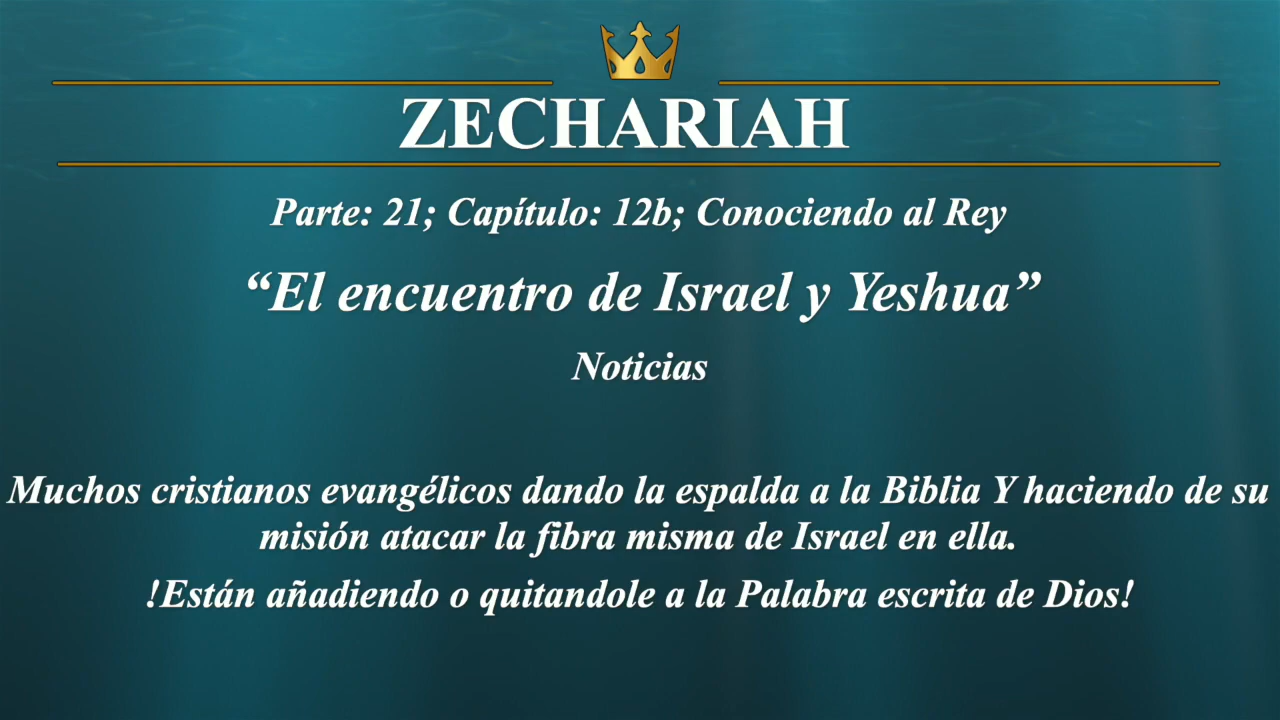 ZECHARIAH
Parte: 21; Capítulo: 12b; Conociendo al Rey
“El encuentro de Israel y Yeshua”
Noticias
Muchos cristianos evangélicos dando la espalda a la Biblia Y haciendo de su
misión atacar la fibra misma de Israel en ella.
!Están añadiendo o quitandole a la Palabra escrita de Dios!